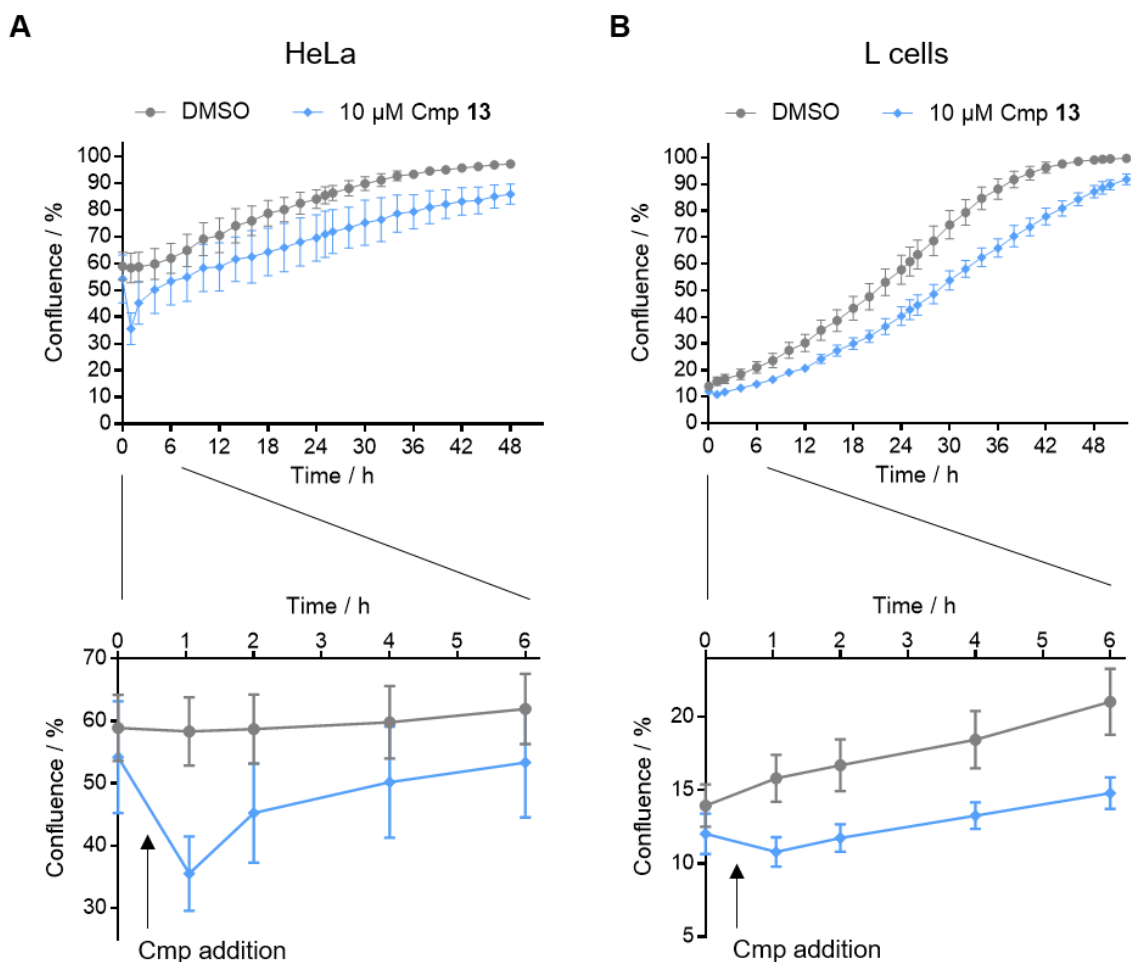 A
HeLa
DMSO
10 µM Cmp 13
Confluence / %
100
90
80
70
60
50
40
30
20
10
0
0 6 12 18 24 30 36 42 48
Time / h
Time / h
0 1 2 3 4 5 6
Confluence / %
70
60
50
40
30
Cmp addition
B
L cells
DMSO
10 µM Cmp 13
Confluence / %
100
90
80
70
60
50
40
30
20
10
0
0 6 12 18 24 30 36 42 48
Time / h
Time / h
0 1 2 3 4 5 6
Confluence / %
20
15
10
5
Cmp addition